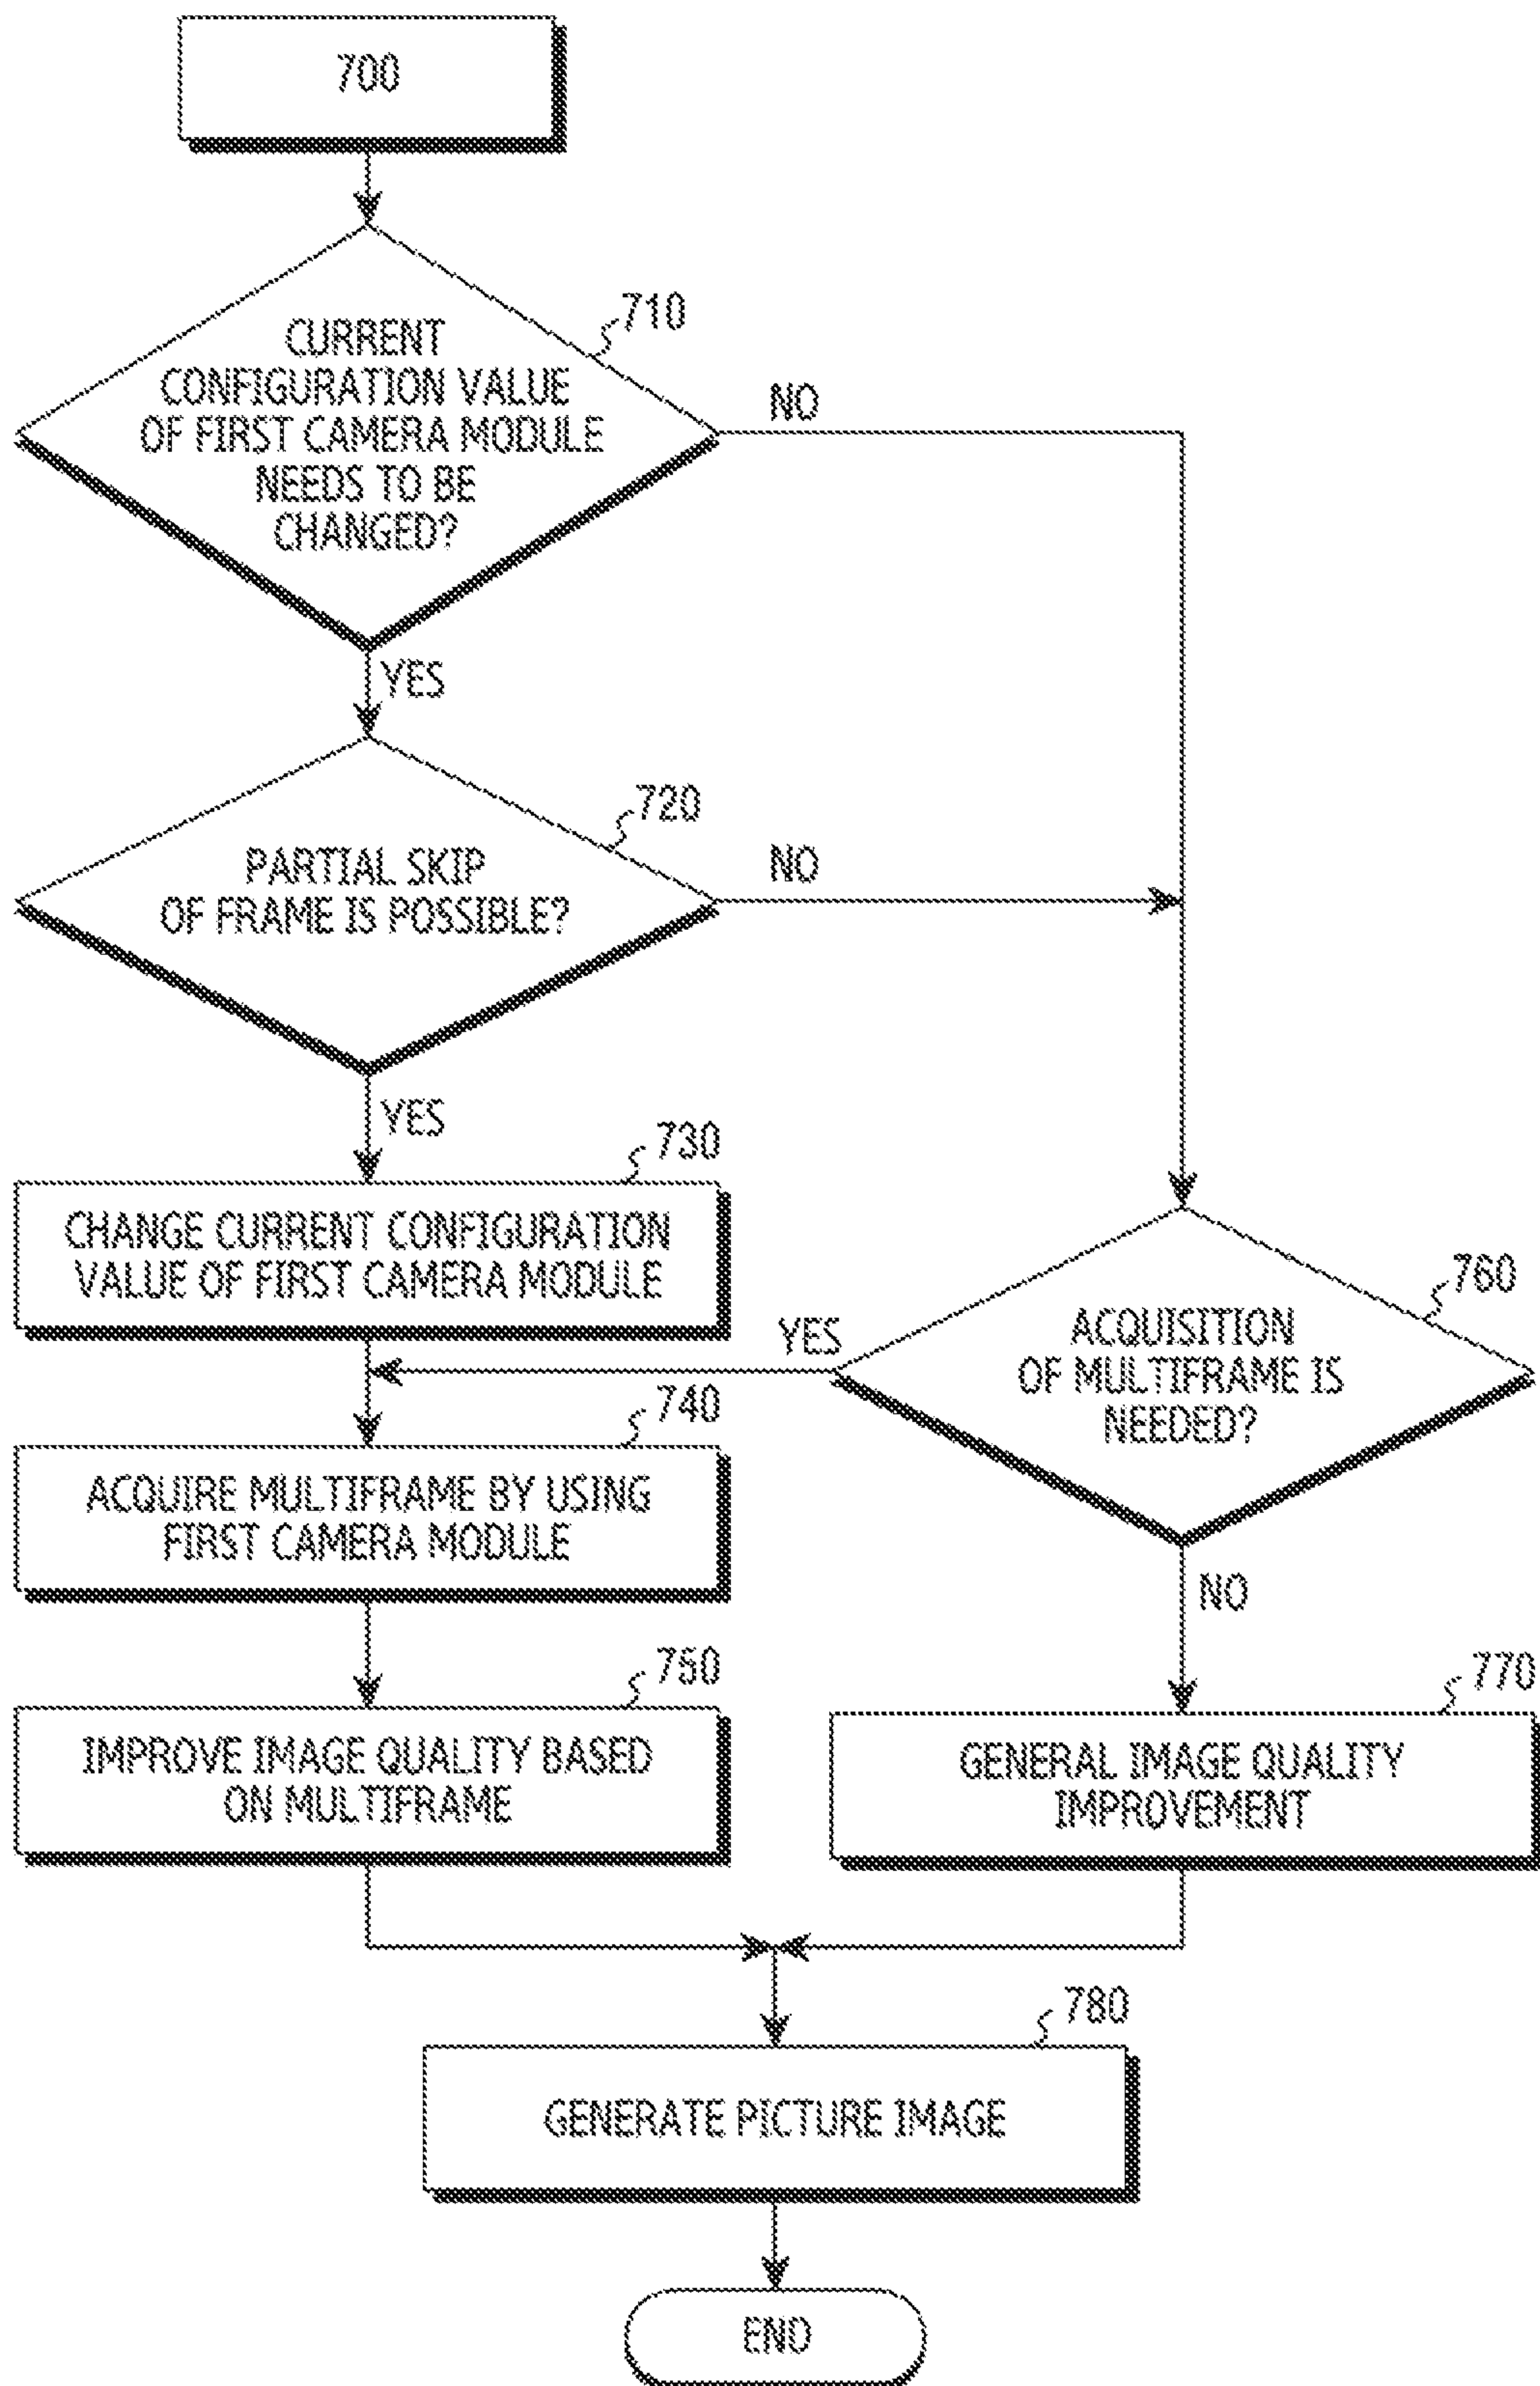 700
710
CURRENT
CONFIGURATION VALUE
OF FIRST CAMERA MODULE
NEEDS TO BE
CHANGED?
NO
YES
720
PARTIAL SKIP
OF FRAME IS POSSIBLE?
NO
YES
730
CHANGE CURRENT CONFIGURATION
VALUE OF FIRST CAMERA MODULE
760
ACQUISITION
OF MULTIFRAME IS
NEEDED?
YES
NO
740
ACQUIRE MULTIFRAME BY USING
FIRST CAMERA MODULE
750
IMPROVE IMAGE QUALITY BASED
ON MULTIFRAME
770
GENERAL IMAGE QUALITY
IMPROVEMENT
780
GENERATE PICTURE IMAGE
END